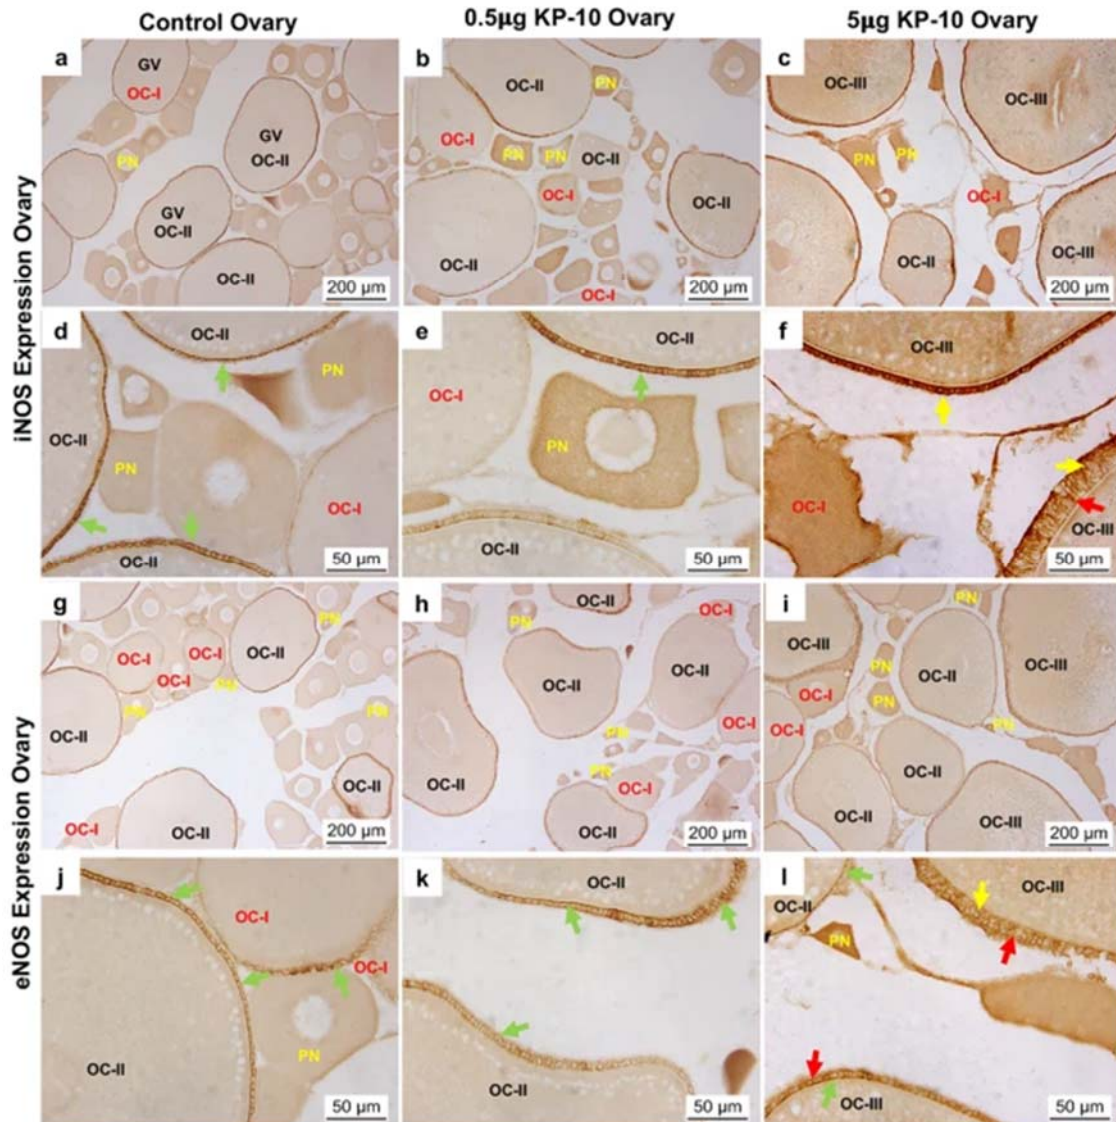 Control Ovary
0.5µg KP-10 Ovary
5µg KP-10 Ovary
iNOS Expression Ovary
a
GV
OC-I
GV
OC-II
PN
GV
OC-II
OC-II
200 µm
b
PN
OC-II
OC-I
PN
PN
OC-II
OC-I
OC-II
OC-II
OC-I
200 µm
c
OC-III
OC-III
PN
PN
OC-I
OC-II
OC-III
200 µm
d
OC-II
PN
OC-II
PN
OC-I
OC-II
50 µm
e
OC-II
OC-I
PN
OC-II
50 µm
f
OC-III
OC-I
OC-III
50 µm
eNOS Expression Ovary
g
PN
OC-I
OC-I
OC-II
OC-I
PN
PN
PN
OC-II
OC-II
OC-I
OC-II
200 µm
h
OC-II
OC-I
PN
OC-II
OC-II
OC-I
PN
PN
OC-I
OC-II
200 µm
i
PN
OC-III
OC-II
OC-III
PN
OC-I
PN
PN
OC-I
OC-II
OC-II
OC-III
200 µm
j
OC-I
OC-I
PN
OC-II
50 µm
k
OC-II
OC-II
50 µm
l
OC-III
OC-II
PN
OC-III
50 µm